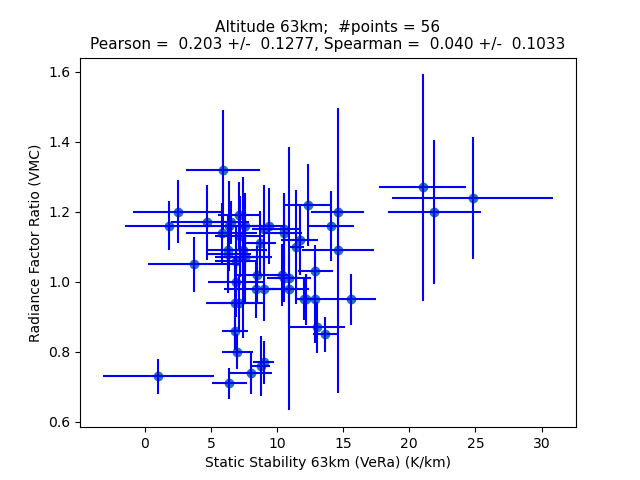 Altitude 63km;  #points = 56
Pearson =  0.203 +/-  0.1277, Spearman =  0.040 +/-  0.1033
1.6
1.4
1.2
1.0
0.8
0.6
Radiance Factor Ratio (VMC)
0 5 10 15 20 25 30
Static Stability 63km (VeRa) (K/km)